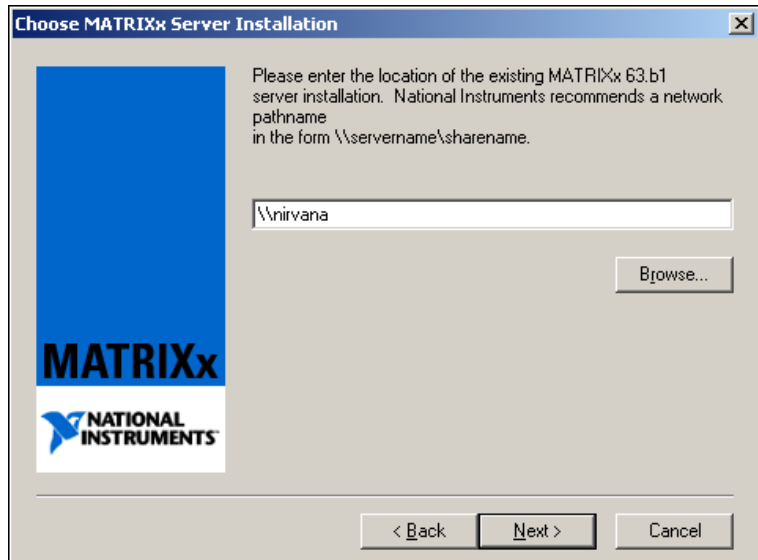 Choose MATRIXx Server Installation
Please enter the location of the existing MATRIXx 63.b1
server installation.  National Instruments recommends a network
pathname
in the form \\servername\sharename.
\\nirvana
Browse...
MATRIXx
NATIONAL
INSTRUMENTS
< Back
Next >
Cancel